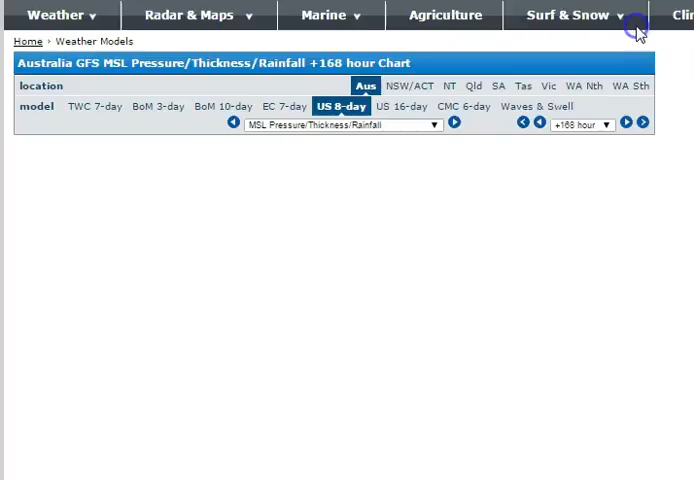 Weather Radar & Maps Marine Agriculture Surf & Snow
Home › Weather Models
Australia GFS MSL Pressure/Thickness/Rainfall +168 hour Chart
location Aus NSW/ACT NT Qld SA Tas Vic WA Nth WA Sth
model TWC 7-day BoM 3-day BoM 10-day EC 7-day US 8-day US 16-day CMC 6-day Waves & Swell
MSL Pressure/Thickness/Rainfall +168 hour